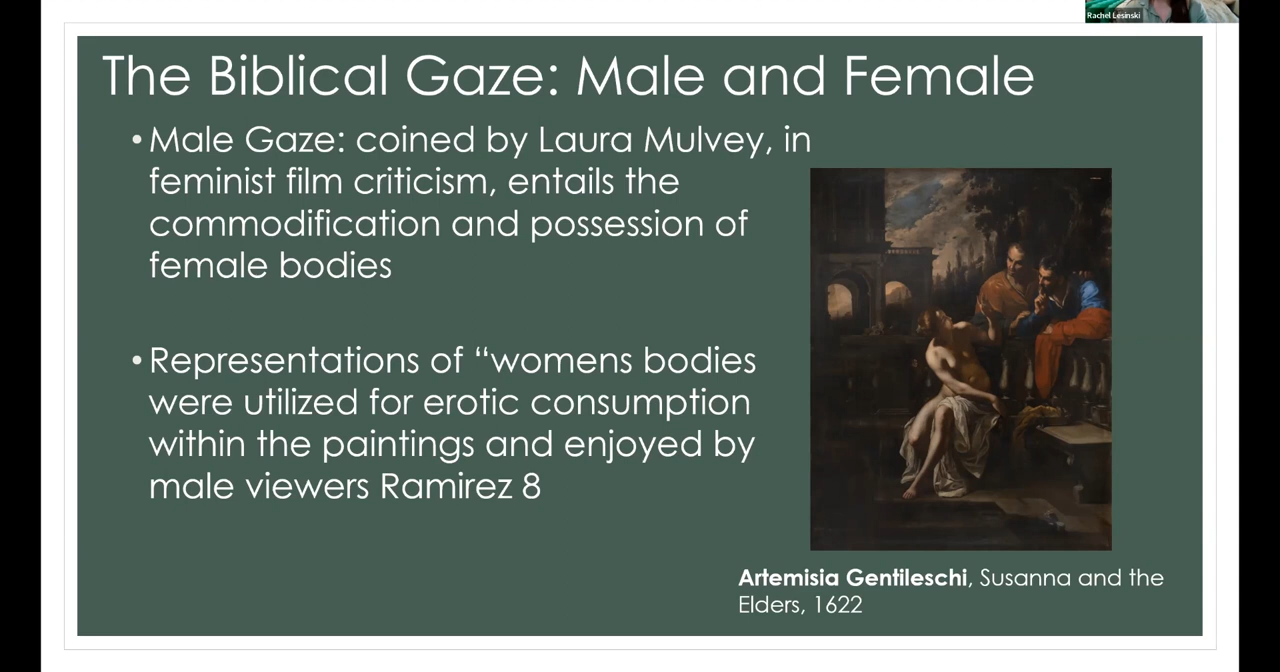 Rachel Lesinski
The Biblical Gaze: Male and Female
• Male Gaze: coined by Laura Mulvey, in
feminist film criticism, entails the
commodification and possession of
female bodies
• Representations of “womens bodies
were utilized for erotic consumption
within the paintings and enjoyed by
male viewers Ramirez 8
Artemisia Gentileschi, Susanna and the
Elders, 1622